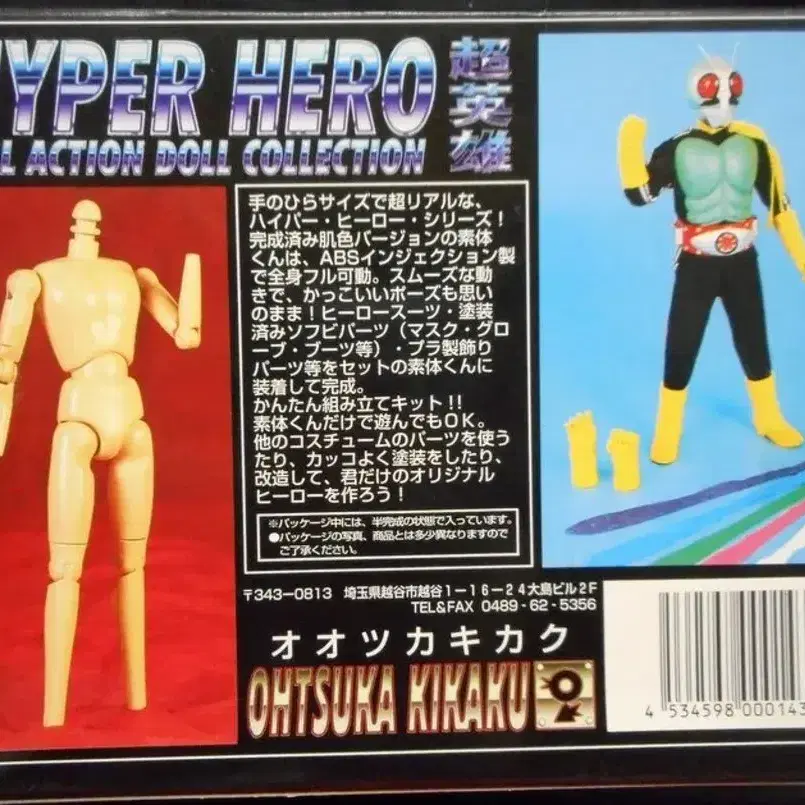 HYPER HERO 超英雄
L ACTION DOLL COLLECTION
手のひらサイズで超リアルな、
ハイパー・ヒーロー・シリーズ！
完成済み肌色バージョンの素体
くんは、ABSインジェクション製
で全身フル可動。スムーズな動
きで、かっこいいポーズも思い
のまま！ヒーロースーツ・塗装
済みソフビパーツ（マスク・グロ
ーブ・ブーツ等）・プラ製飾り
パーツ等をセットの素体くんに
装着して完成。
かんたん組み立てキット!!
素体くんだけで遊んでもOK。
他のコスチュームのパーツを使う
たり、カッコよく塗装をしたり、
改造して、君だけのオリジナル
ヒーローを作ろう！
※パッケージ中には、半完成の状態で入っています。
●パッケージの写真、商品とは多少異なりますので
ご了承ください。
〒343-0813 埼玉県越谷市越谷1-16-24大島ビル2F
TEL&FAX 0489-62-5356
オオツカキカク
OHTSUKA KIKAKU
4 534598 000143